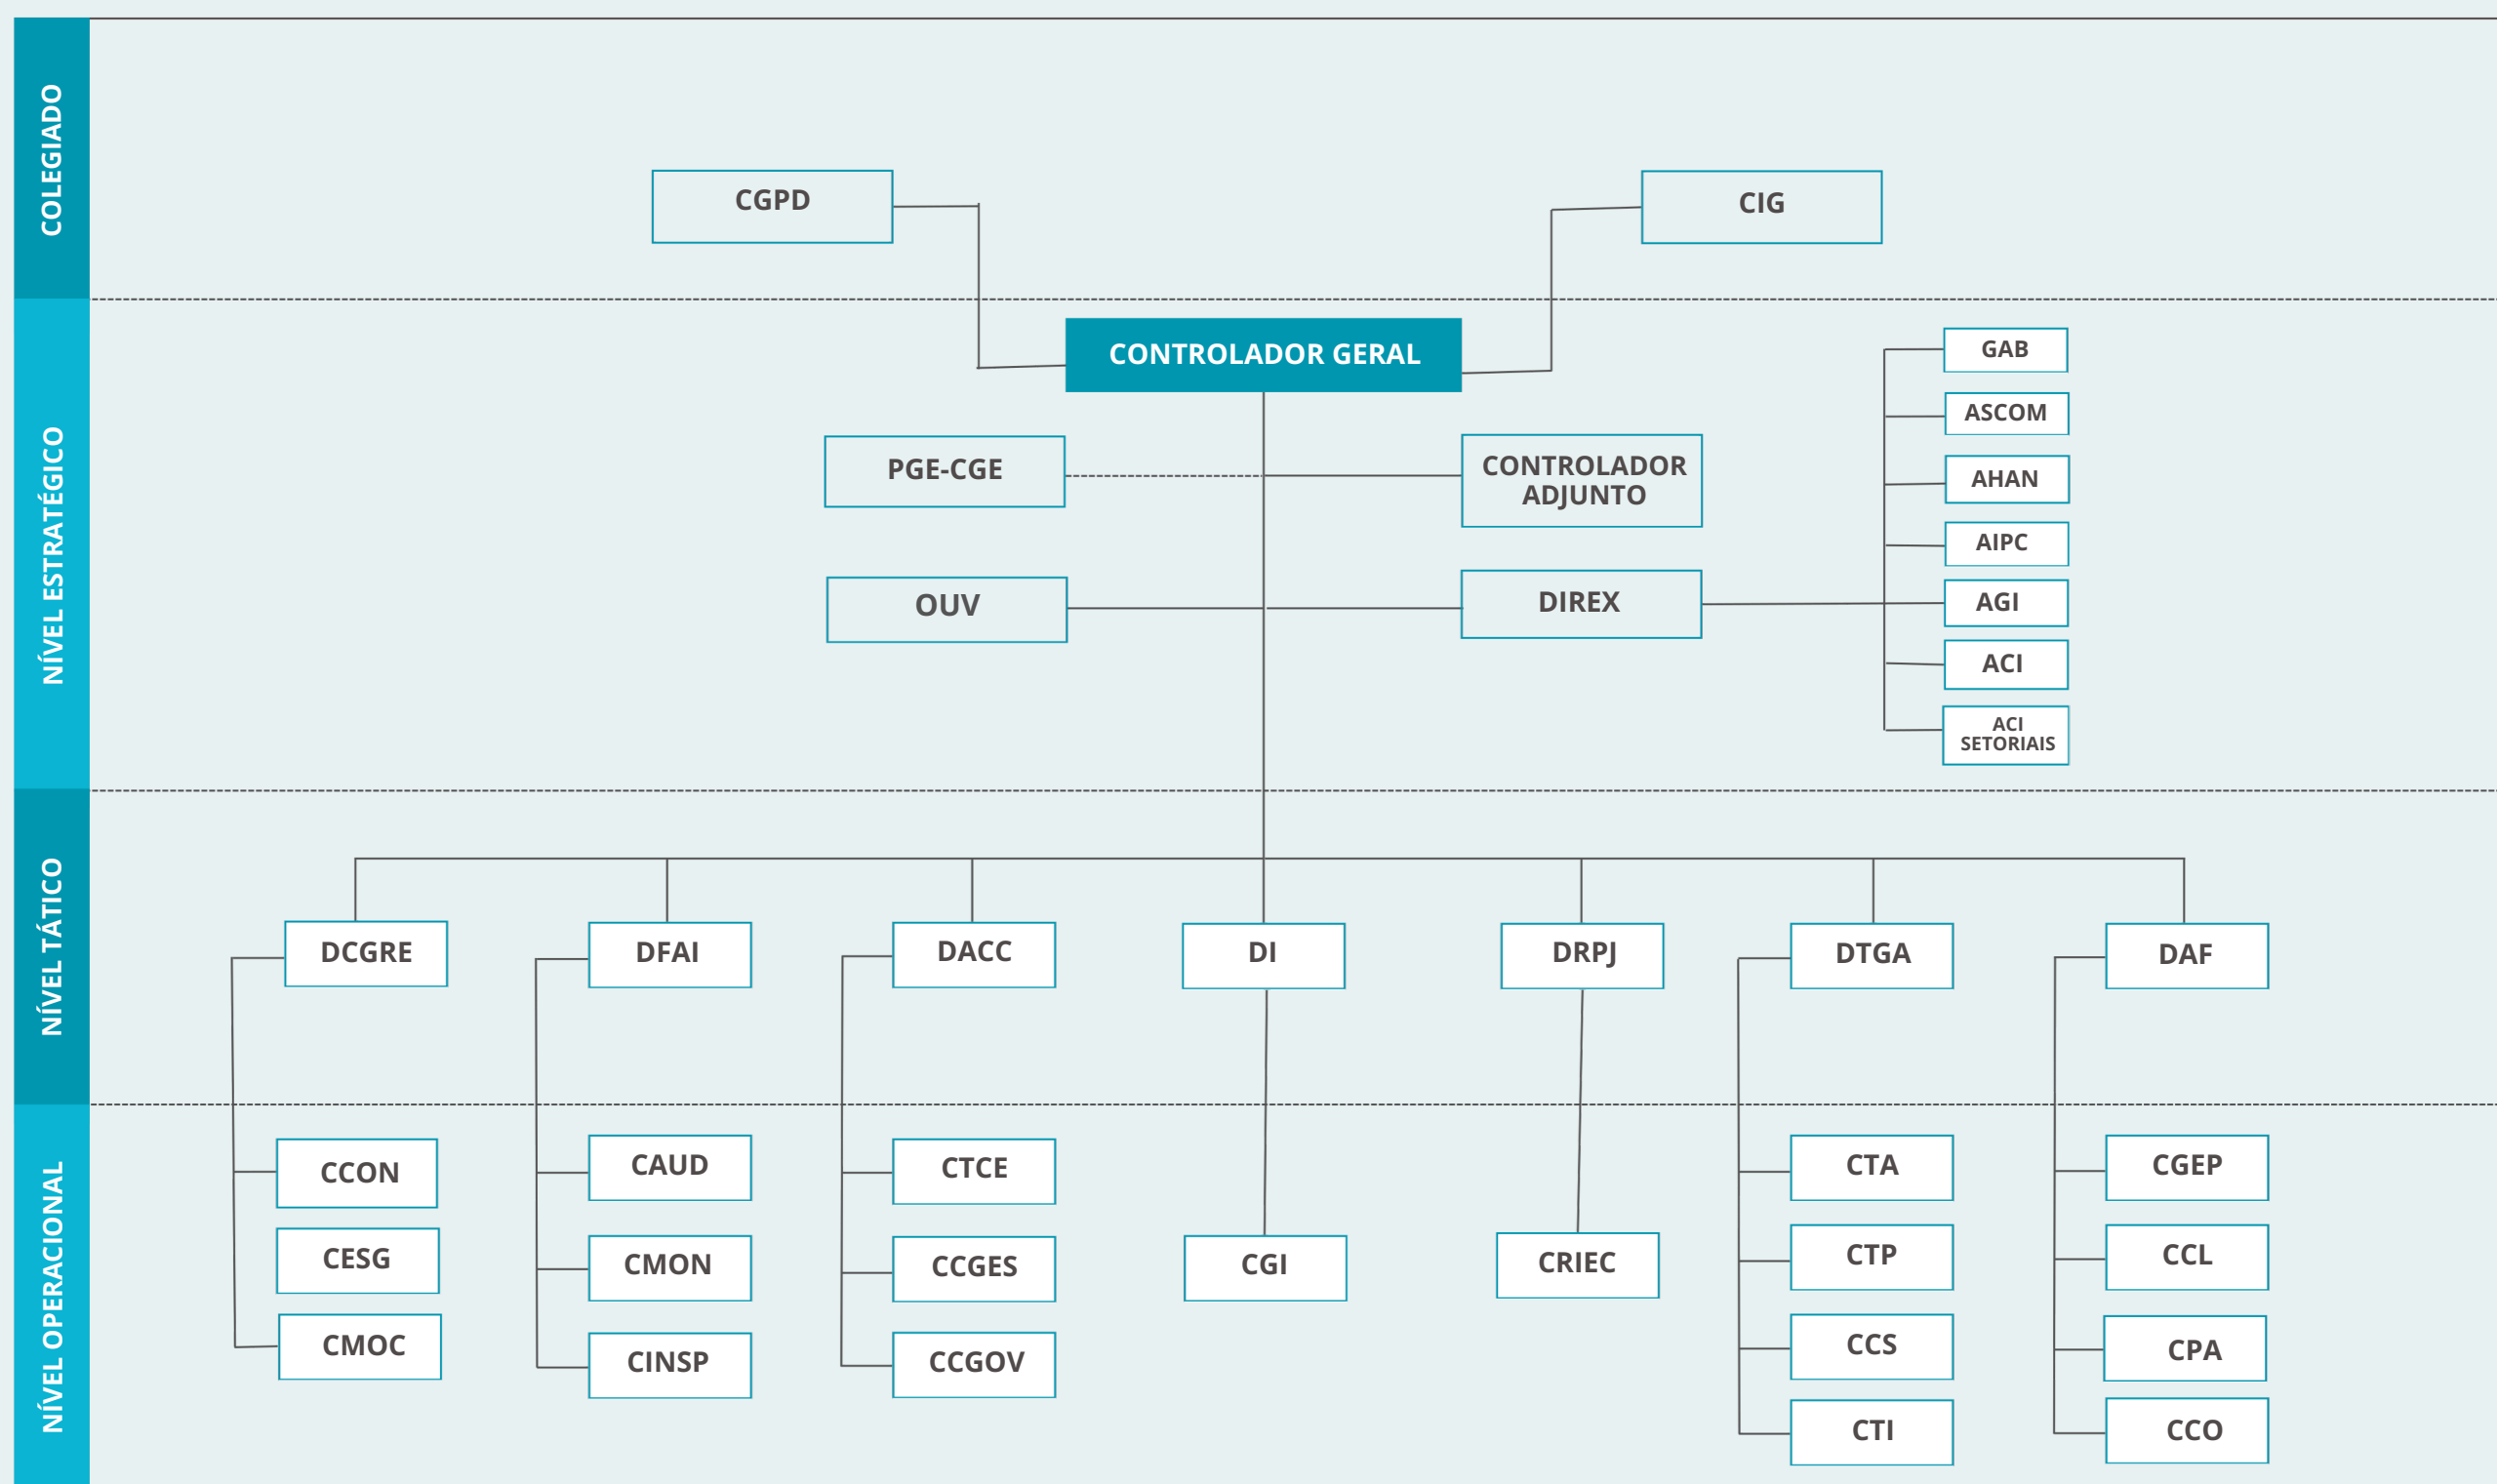 COLEGIADO
CGPD
CIG
NÍVEL ESTRATÉGICO
CONTROLADOR GERAL
PGE-CGE
CONTROLADOR
ADJUNTO
OUV
DIREX
GAB
ASCOM
AHAN
AIPC
AGI
ACI
ACI
SETORIAIS
NÍVEL TÁTICO
DCGRE
DFAI
DACC
DI
DRPJ
DTGA
DAF
NÍVEL OPERACIONAL
CCON
CESG
CMOC
CAUD
CMON
CINSP
CTCE
CCGES
CCGOV
CGI
CRIEC
CTA
CTP
CCS
CTI
CGEP
CCL
CPA
CCO